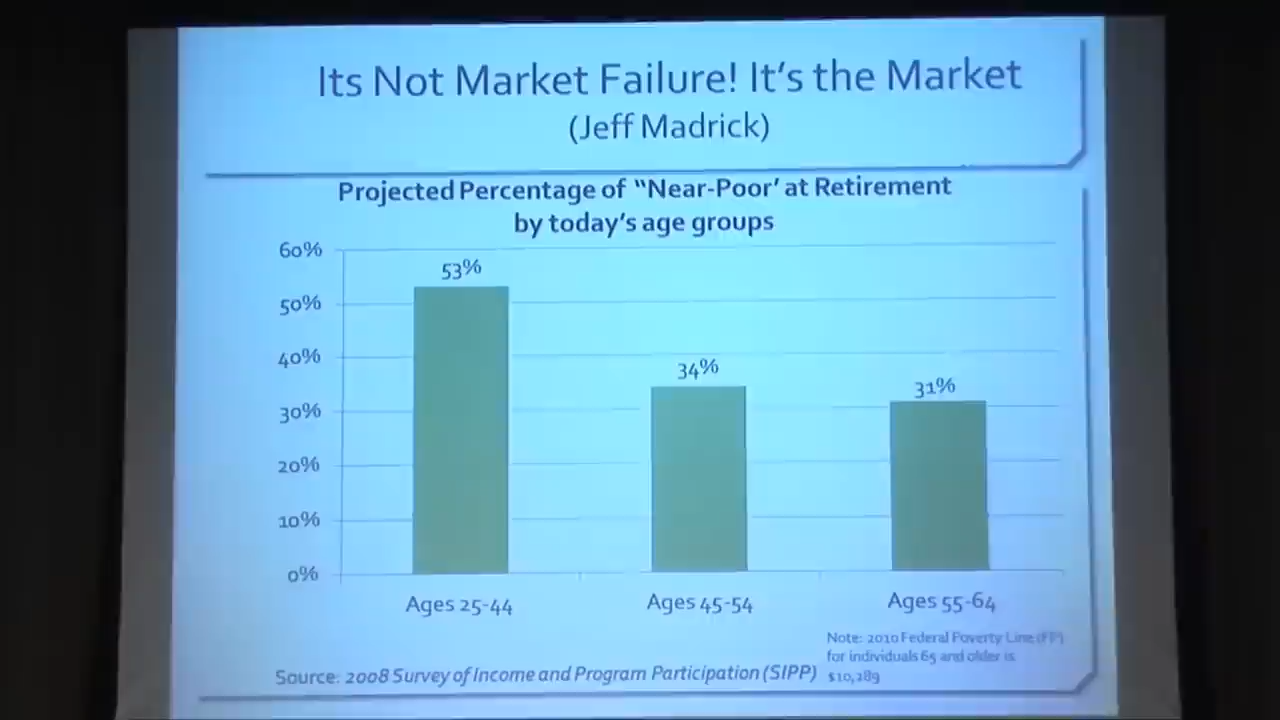 Its Not Market Failure! It's the Market
(Jeff Madrick)
Projected Percentage of "Near-Poor' at Retirement
by today's age groups
60%
50%
40%
30%
20%
10%
0%
53%
34%
31%
Ages 25-44
Ages 45-54
Ages 55-64
Note: 2010 Federal Poverty Line (FP)
for individuals 65 and older is
$10,289
Source: 2008 Survey of Income and Program Participation (SIPP)